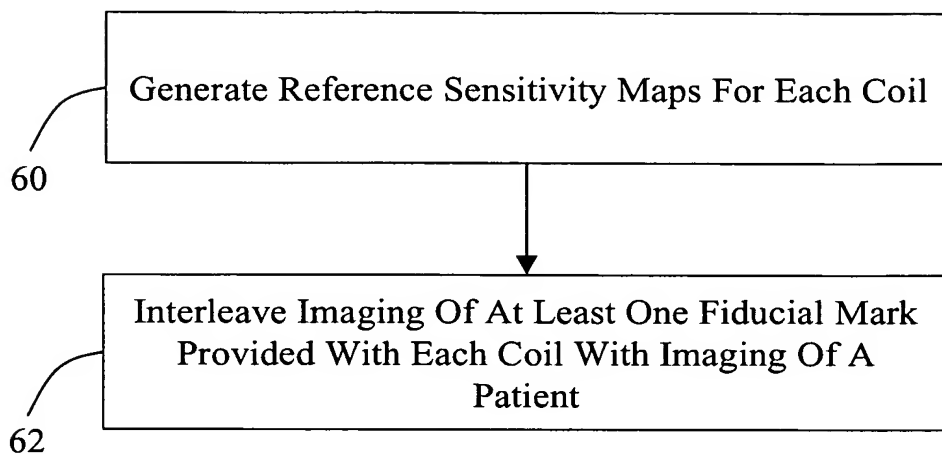 Generate Reference Sensitivity Maps For Each Coil
60
Interleave Imaging Of At Least One Fiducial Mark
Provided With Each Coil With Imaging Of A
Patient
62